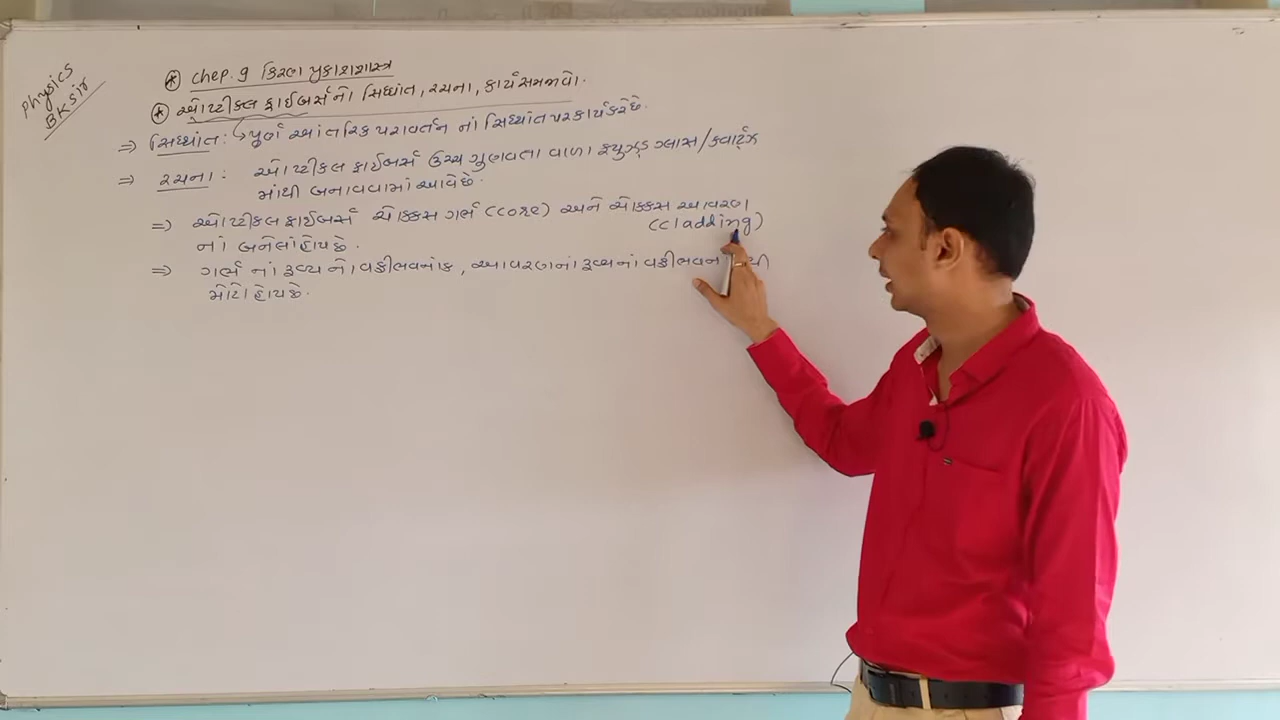 Physics
BK sir
* chep. 9 કિરણ પ્રકાશશાસ્ત્ર
* ઓપ્ટીકલ ફાઈબર્સનો સિધ્ધાંત, રચના, કાર્ય સમજાવો.
⇒ સિધ્ધાંત: ↳ પૂર્ણ આંતરિક પરાવર્તન નાં સિધ્ધાંત પર કાર્ય કરે છે.
⇒ રચના: ઓપ્ટીકલ ફાઈબર્સ ઉચ્ચ ગુણવતા વાળા ફ્યુઝ્ડ ગ્લાસ/કવાર્ટ્ઝ
માંથી બનાવવામાં આવે છે.
⇒ ઓપ્ટીકલ ફાઈબર્સ ચોક્કસ ગર્ભ (core) અને ચોક્કસ આવરણ
(cladding)
નાં બનેલાં હોય છે.
⇒ ગર્ભ નાં દ્રવ્ય નો વક્રીભવનાંક, આવરણનાં દ્રવ્યનાં વક્રીભવન થી
મોટો હોય છે.